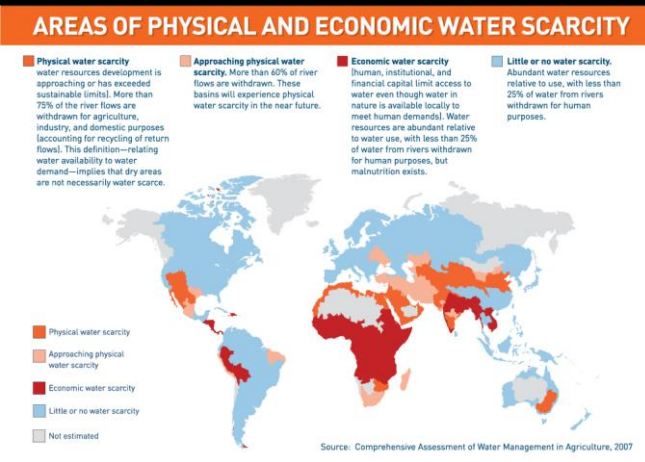 AREAS OF PHYSICAL AND ECONOMIC WATER SCARCITY
Physical water scarcity
water resources development is
approaching or has exceeded
sustainable limits). More than
75% of the river flows are
withdrawn for agriculture,
industry, and domestic purposes
(accounting for recycling of return
flows). This definition—relating
water availability to water
demand—implies that dry areas
are not necessarily water scarce.
Approaching physical water
scarcity. More than 60% of river
flows are withdrawn. These
basins will experience physical
water scarcity in the near future.
Economic water scarcity
(human, institutional, and
financial capital limit access to
water even though water in
nature is available locally to
meet human demands). Water
resources are abundant relative
to water use, with less than 25%
of water from rivers withdrawn
for human purposes, but
malnutrition exists.
Little or no water scarcity.
Abundant water resources
relative to use, with less than
25% of water from rivers
withdrawn for human
purposes.
Physical water scarcity
Approaching physical
water scarcity
Economic water scarcity
Little or no water scarcity
Not estimated
Source: Comprehensive Assessment of Water Management in Agriculture, 2007